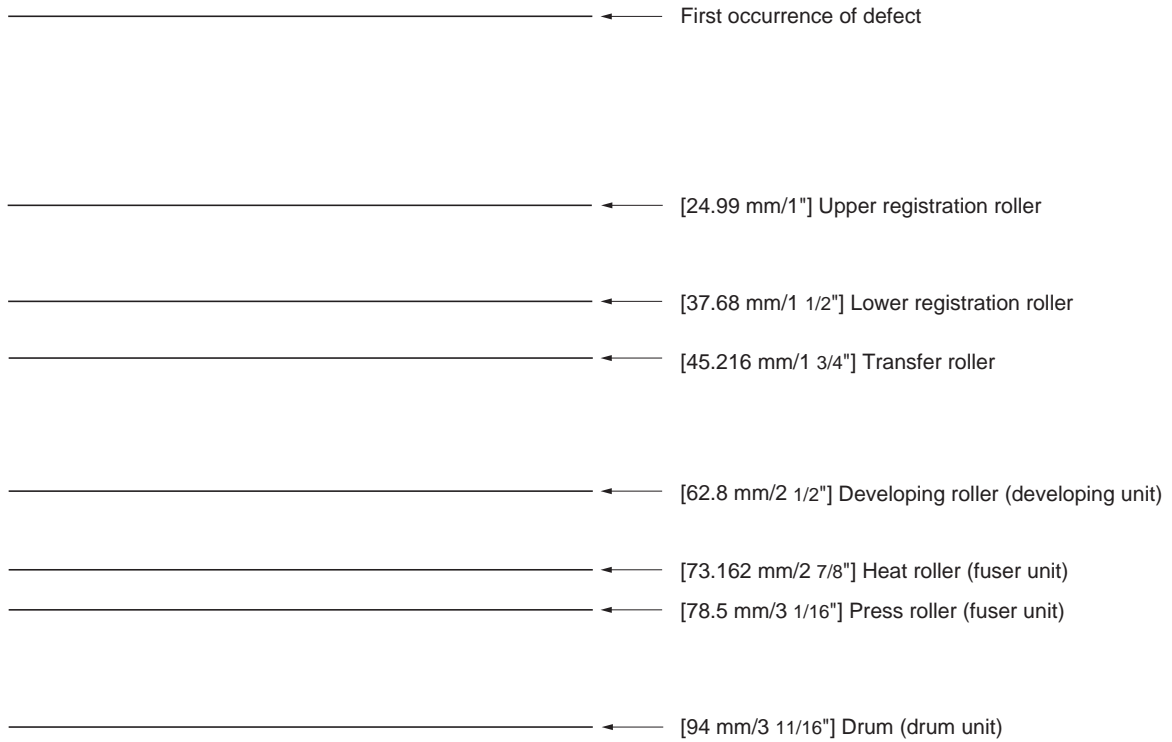 First occurrence of defect
[24.99 mm/1"] Upper registration roller
[37.68 mm/1 1/2"] Lower registration roller
[45.216 mm/1 3/4"] Transfer roller
[62.8 mm/2 1/2"] Developing roller (developing unit)
[73.162 mm/2 7/8"] Heat roller (fuser unit)
[78.5 mm/3 1/16"] Press roller (fuser unit)
[94 mm/3 11/16"] Drum (drum unit)